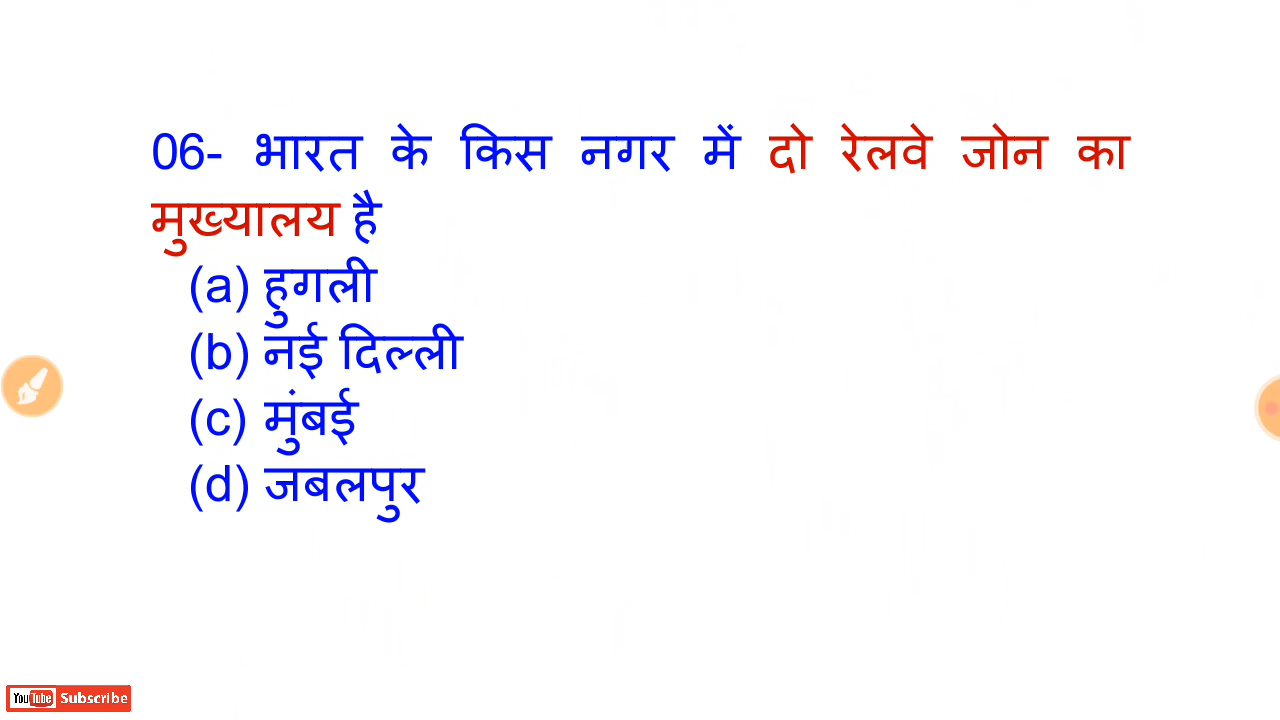 06- भारत के किस नगर में दो रेलवे जोन का
मुख्यालय है
(a) हुगली
(b) नई दिल्ली
(c) मुंबई
(d) जबलपुर
YouTube Subscribe